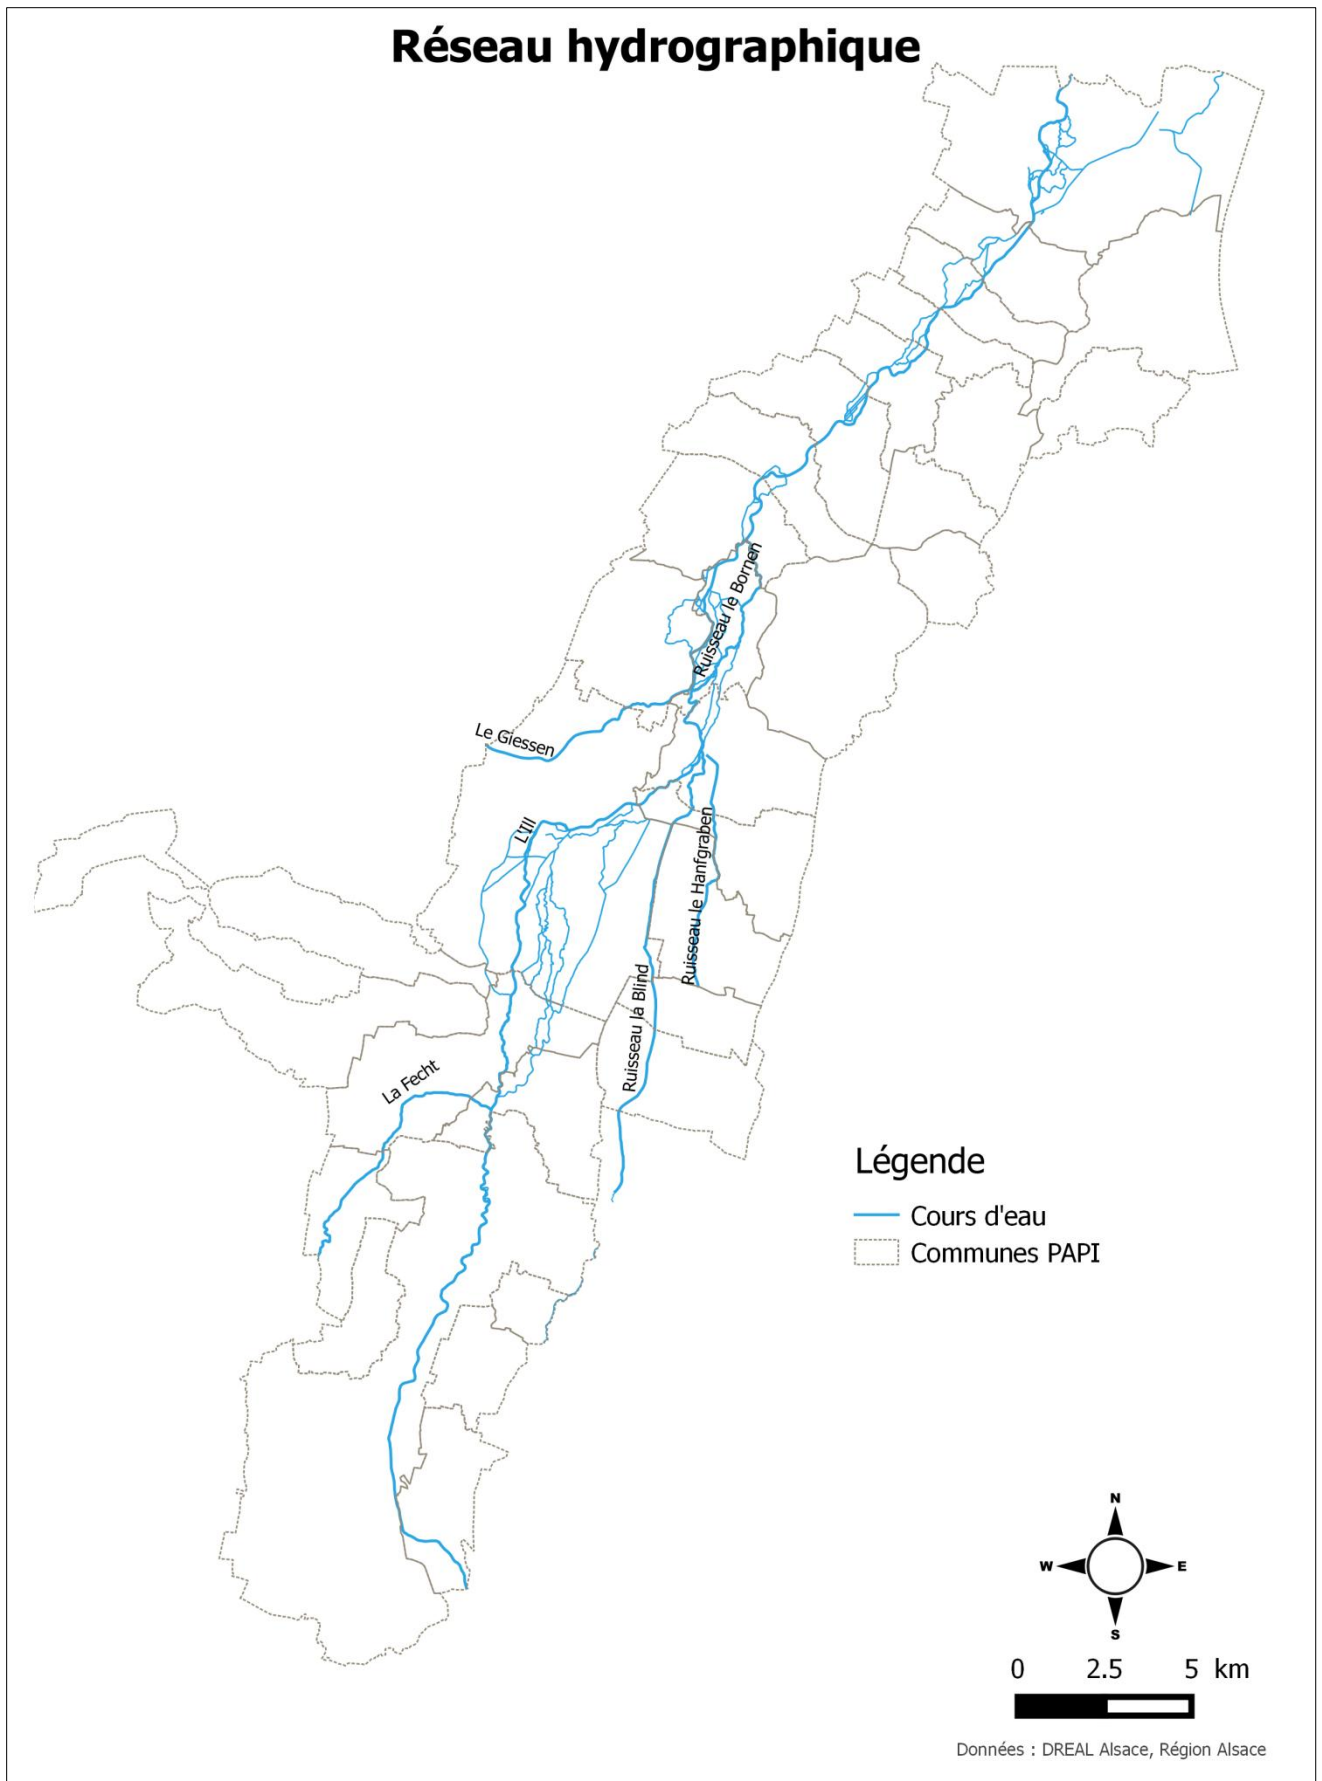 Réseau hydrographique
Ruisseau le Bornen
Le Giessen
L'Ill
Ruisseau le Hanfgraben
Ruisseau la Blind
La Fecht
Légende
Cours d'eau
Communes PAPI
N
W E
S
0 2.5 5 km
Données : DREAL Alsace, Région Alsace